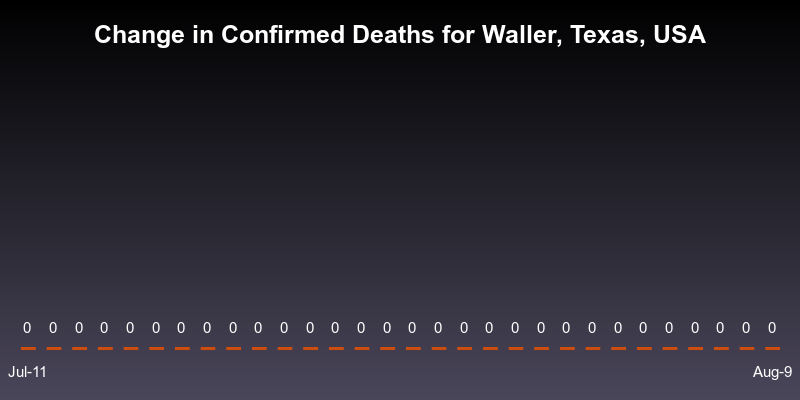 Change in Confirmed Deaths for Waller, Texas, USA
0 0 0 0 0 0 0 0 0 0 0 0 0 0 0 0 0 0 0 0 0 0 0 0 0 0 0 0 0 0
Jul-11 Aug-9